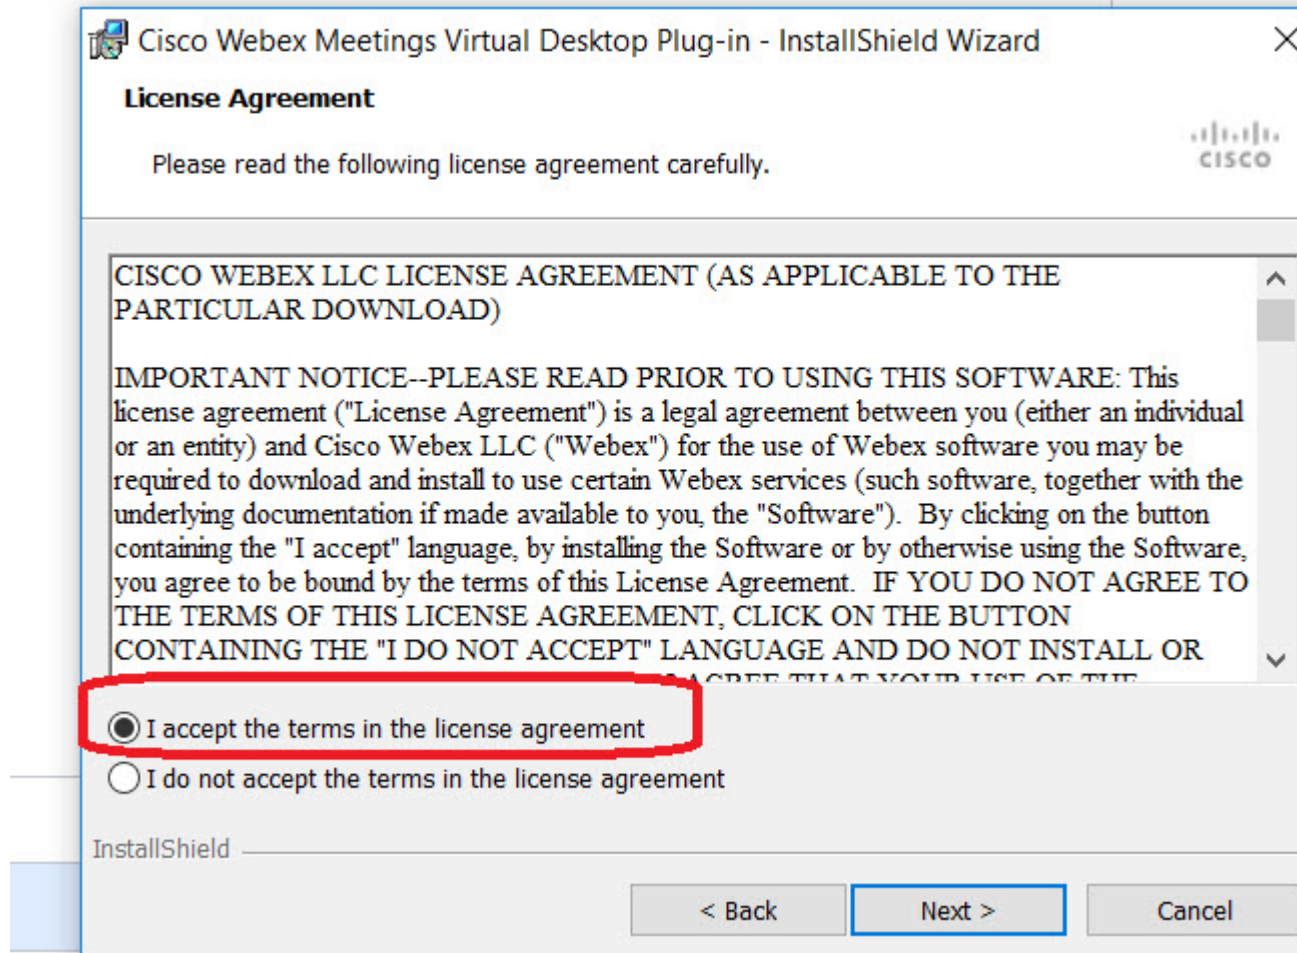 Cisco Webex Meetings Virtual Desktop Plug-in - InstallShield Wizard
License Agreement
Please read the following license agreement carefully.
CISCO
CISCO WEBEX LLC LICENSE AGREEMENT (AS APPLICABLE TO THE
PARTICULAR DOWNLOAD)
IMPORTANT NOTICE--PLEASE READ PRIOR TO USING THIS SOFTWARE: This
license agreement ("License Agreement") is a legal agreement between you (either an individual
or an entity) and Cisco Webex LLC ("Webex") for the use of Webex software you may be
required to download and install to use certain Webex services (such software, together with the
underlying documentation if made available to you, the "Software").  By clicking on the button
containing the "I accept" language, by installing the Software or by otherwise using the Software,
you agree to be bound by the terms of this License Agreement.  IF YOU DO NOT AGREE TO
THE TERMS OF THIS LICENSE AGREEMENT, CLICK ON THE BUTTON
CONTAINING THE "I DO NOT ACCEPT" LANGUAGE AND DO NOT INSTALL OR
AGREE THAT YOUR USE OF THE
I accept the terms in the license agreement
I do not accept the terms in the license agreement
InstallShield
< Back
Next >
Cancel